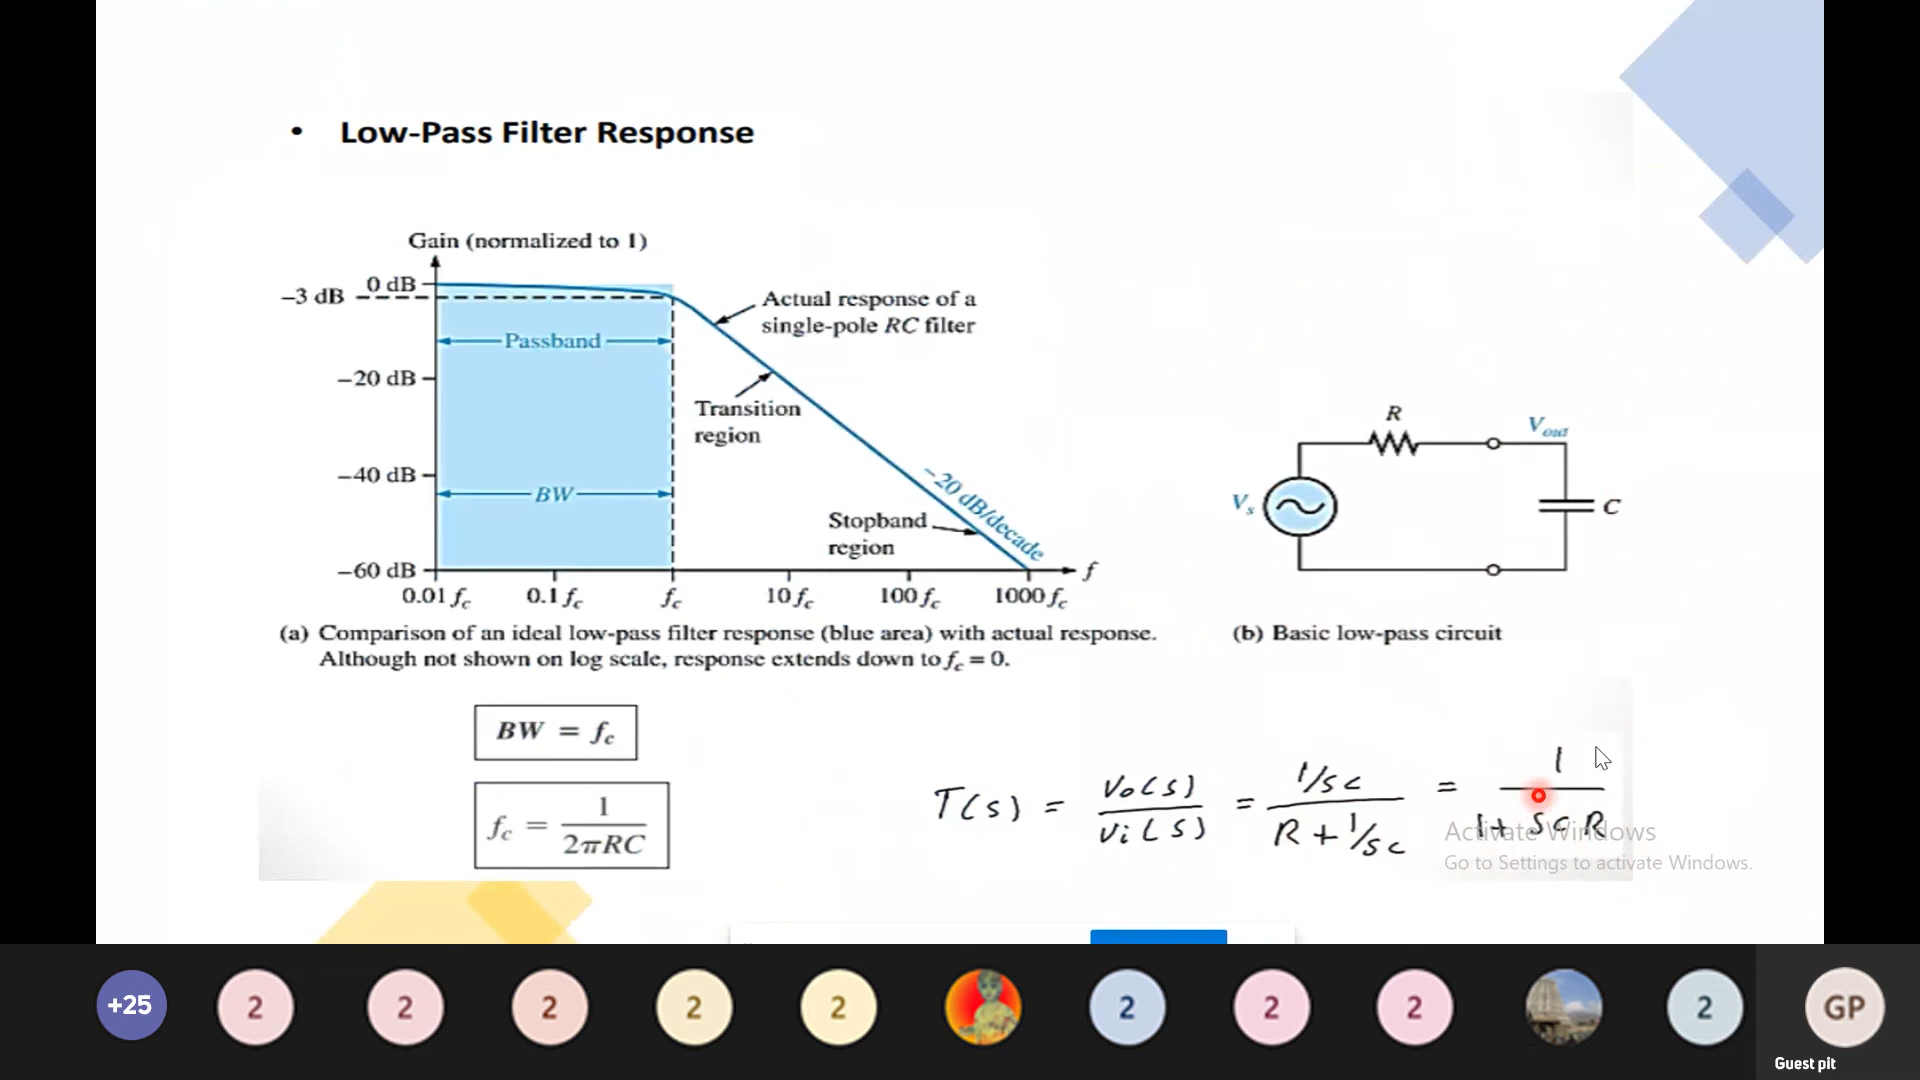 • Low-Pass Filter Response
Gain (normalized to 1)
0 dB
−3 dB
Actual response of a
single-pole RC filter
Passband
−20 dB
Transition
region
−40 dB
BW
−20 dB/decade
Stopband
region
−60 dB
f
0.01 fc 0.1 fc fc 10 fc 100 fc 1000 fc
(a) Comparison of an ideal low-pass filter response (blue area) with actual response.
Although not shown on log scale, response extends down to fc = 0.
R
Vout
Vs
C
(b) Basic low-pass circuit
BW = fc
fc = 1 / 2πRC
T(s) = Vo(s) / Vi(s) = 1/sc / R + 1/sc = 1 / 1 + SCR
Activate Windows
Go to Settings to activate Windows.
+25
2
2
2
2
2
2
2
2
2
GP
Guest pit